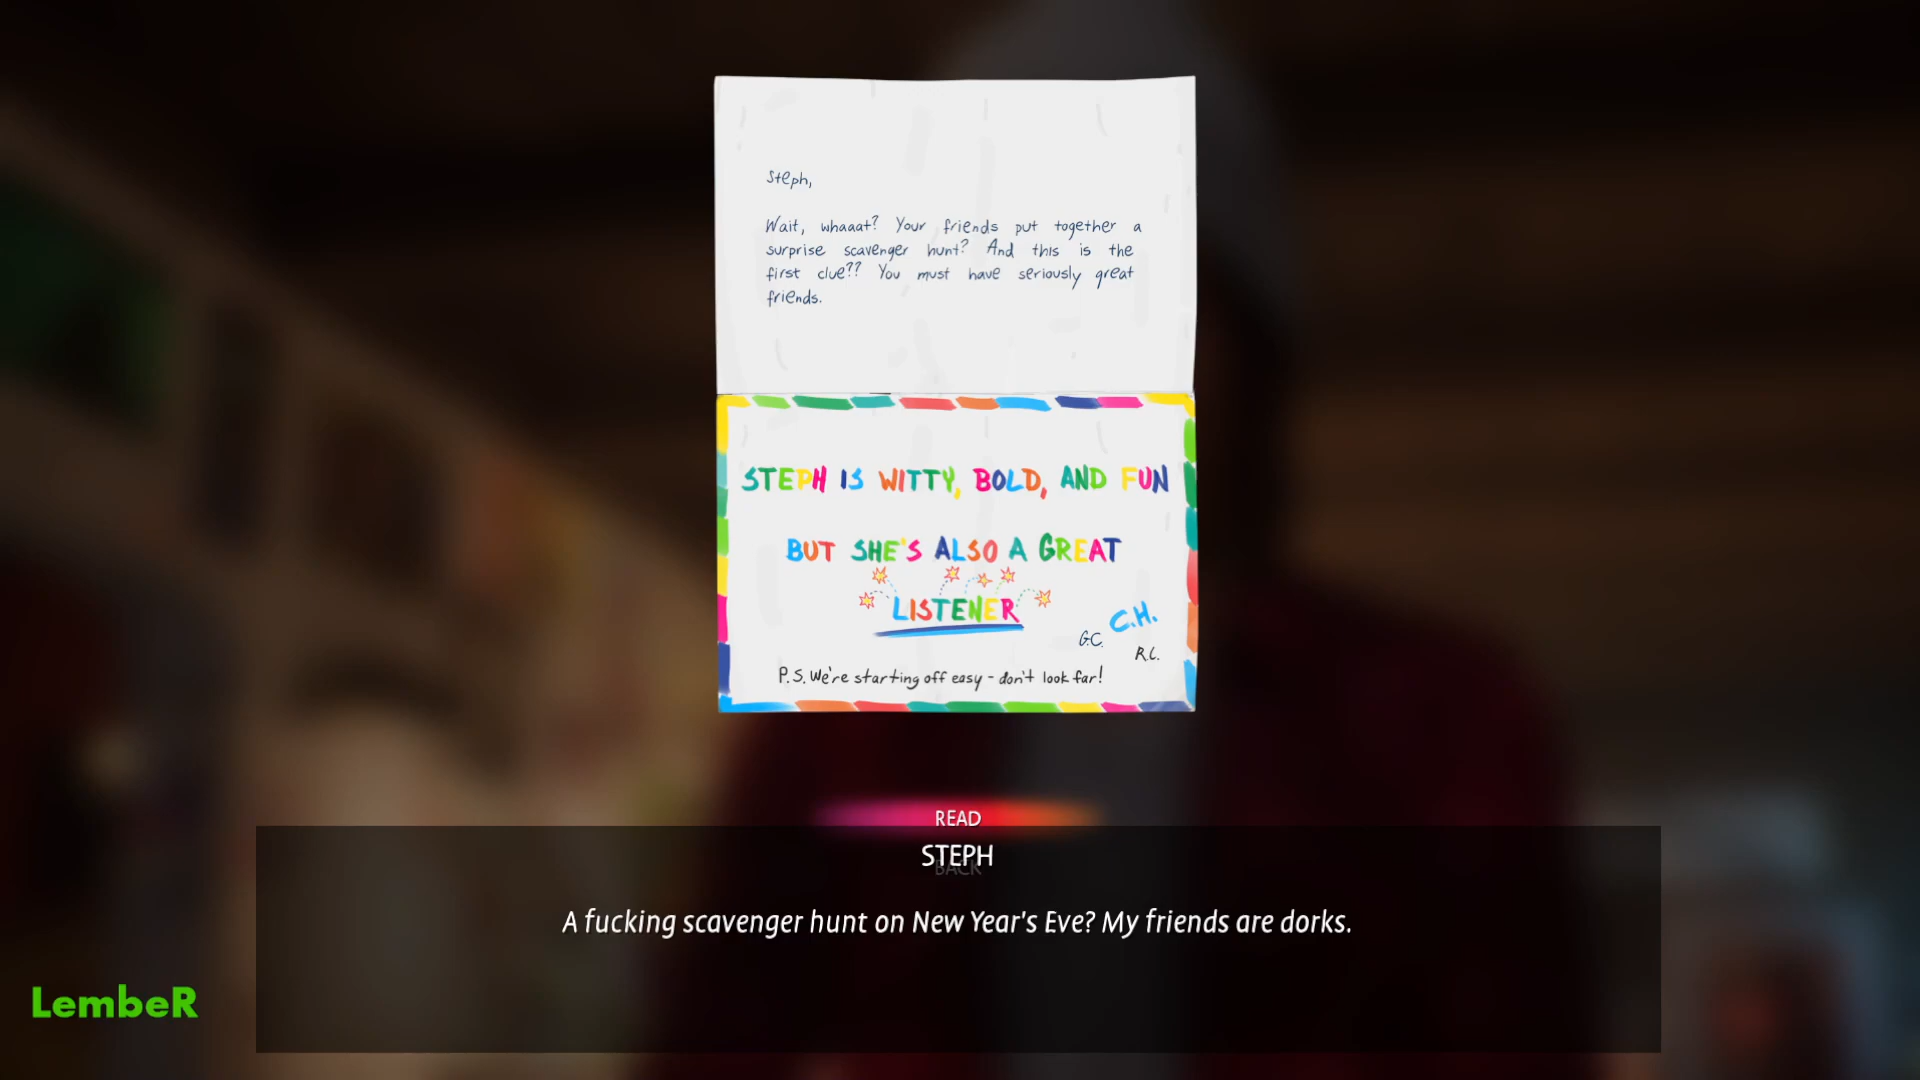 Steph,
Wait, whaaat? Your friends put together a
surprise scavenger hunt? And this is the
first clue?? You must have seriously great
friends.
STEPH IS WITTY, BOLD, AND FUN
BUT SHE'S ALSO A GREAT
LISTENER
C.H.
G.C.
R.C.
P.S. We're starting off easy - don't look far!
READ
STEPH
BACK
A fucking scavenger hunt on New Year's Eve? My friends are dorks.
LembeR